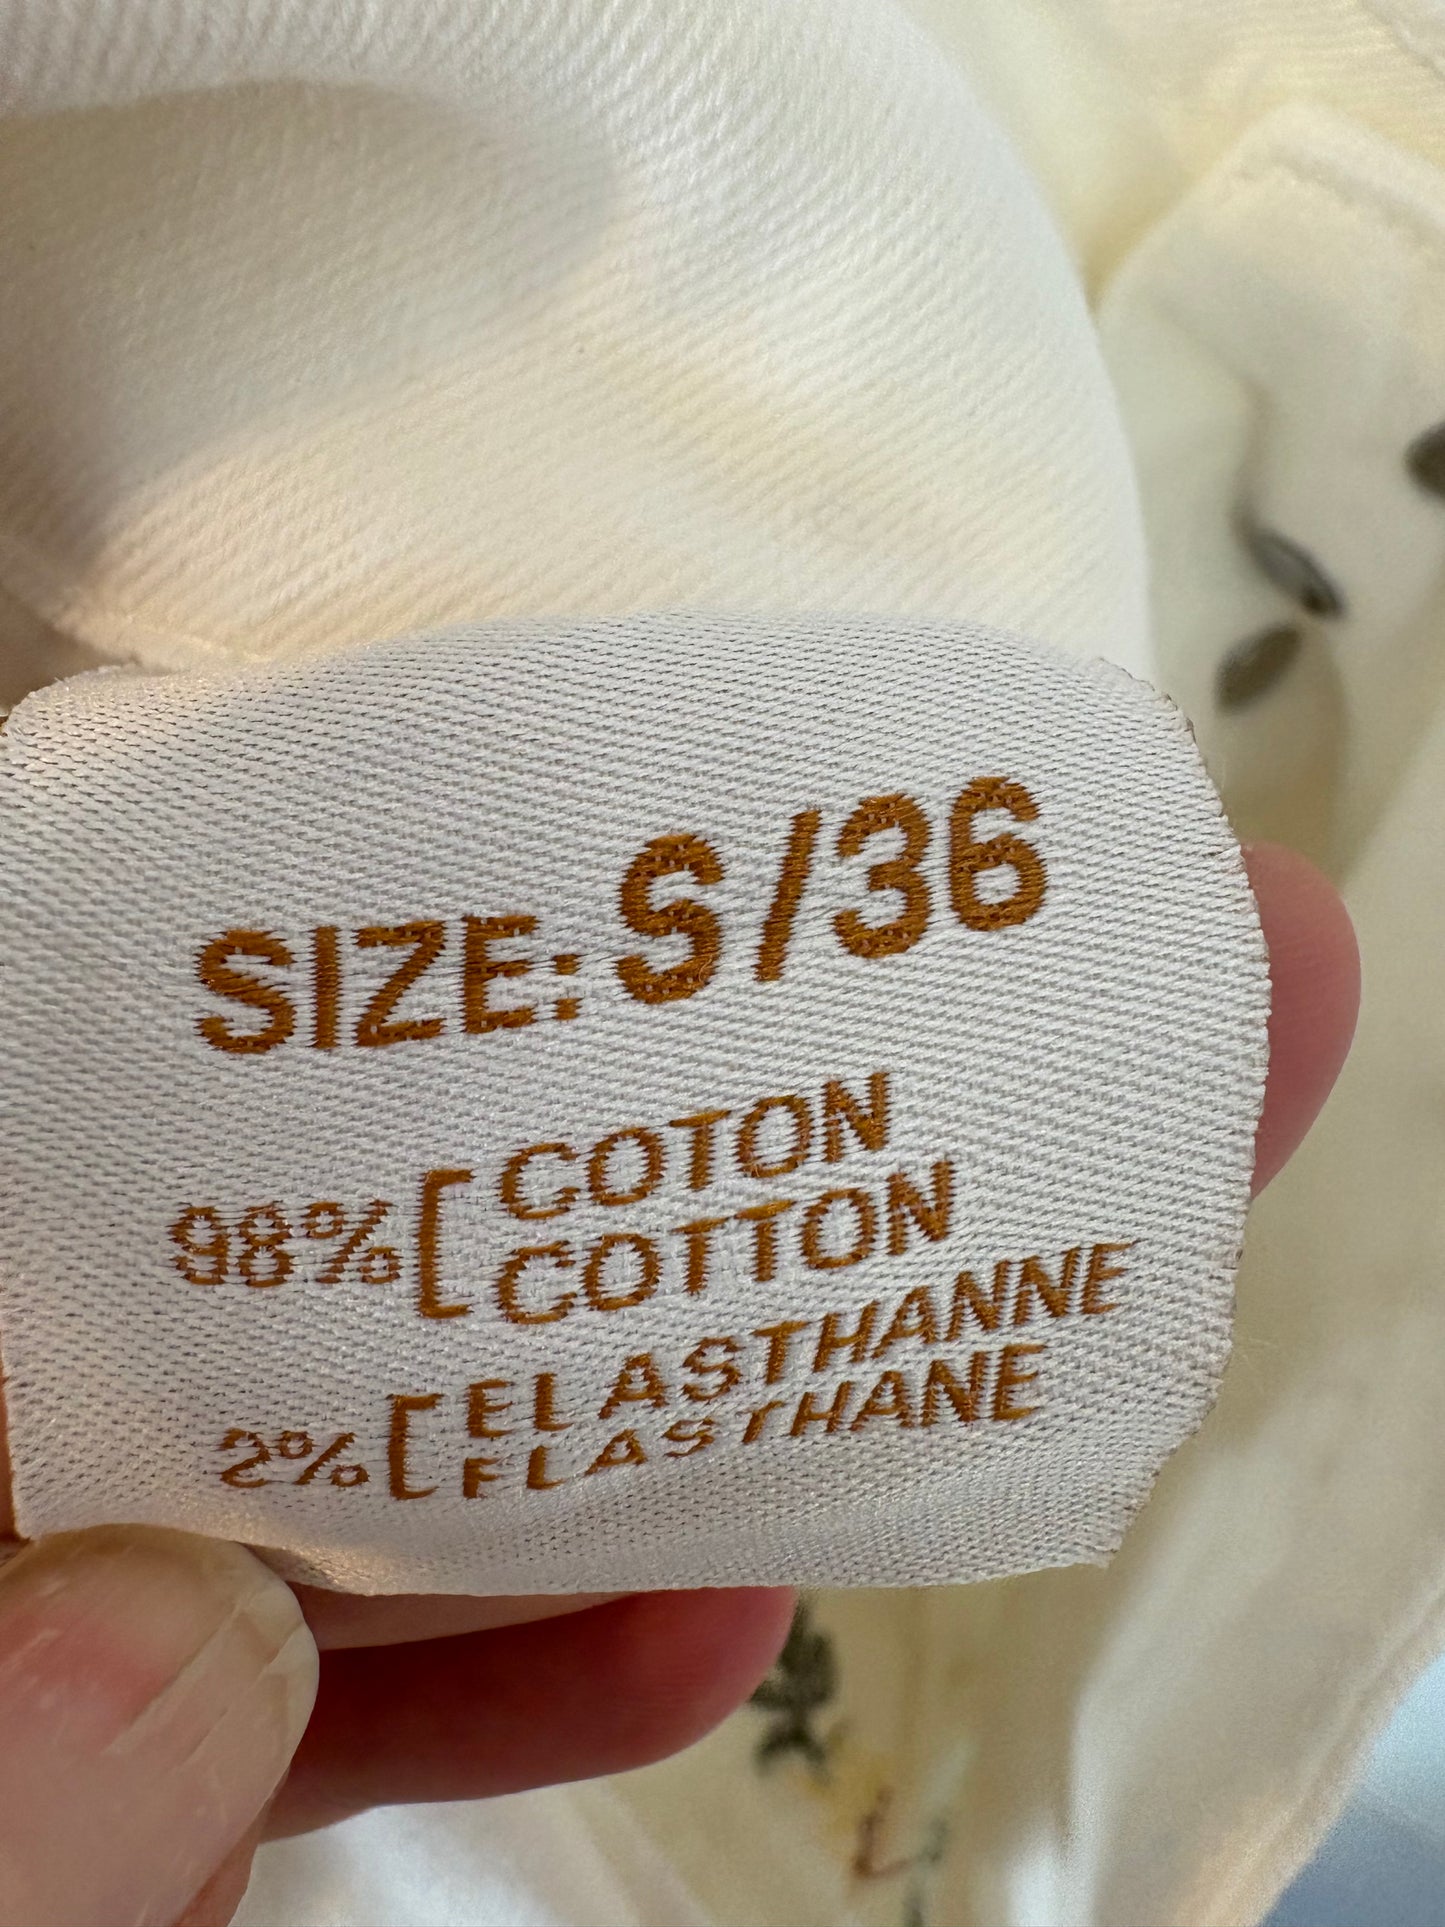 SIZE: S/36
98% [ COTON
COTTON
2% [ ELASTHANNE
ELASTHANE